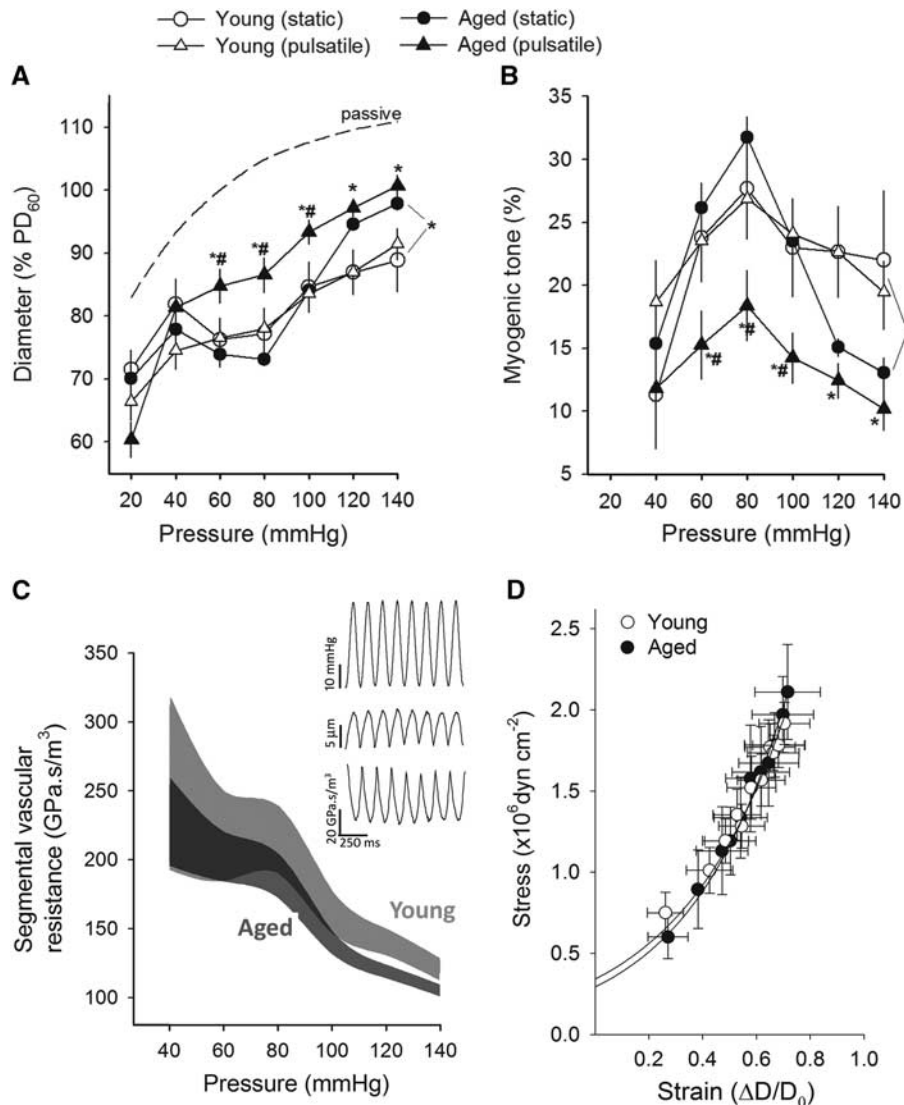 Young (static) Aged (static)
Young (pulsatile) Aged (pulsatile)
A
passive
110
100
90
80
70
60
*# *# *# * *
*
20 40 60 80 100 120 140
Diameter (% PD60)
Pressure (mmHg)
B
35
30
25
20
15
10
5
*# *# *# * *
20 40 60 80 100 120 140
Myogenic tone (%)
Pressure (mmHg)
C
350
300
250
200
150
100
10 mmHg
5 µm
20 GPa.s/m³
250 ms
Young
Aged
20 40 60 80 100 120 140
Segmental vascular
resistance (GPa.s/m³)
Pressure (mmHg)
D
Young
Aged
2.5
2.0
1.5
1.0
0.5
0.0
0.2 0.4 0.6 0.8 1.0
Stress (x10⁶dyn cm⁻²)
Strain (ΔD/D₀)